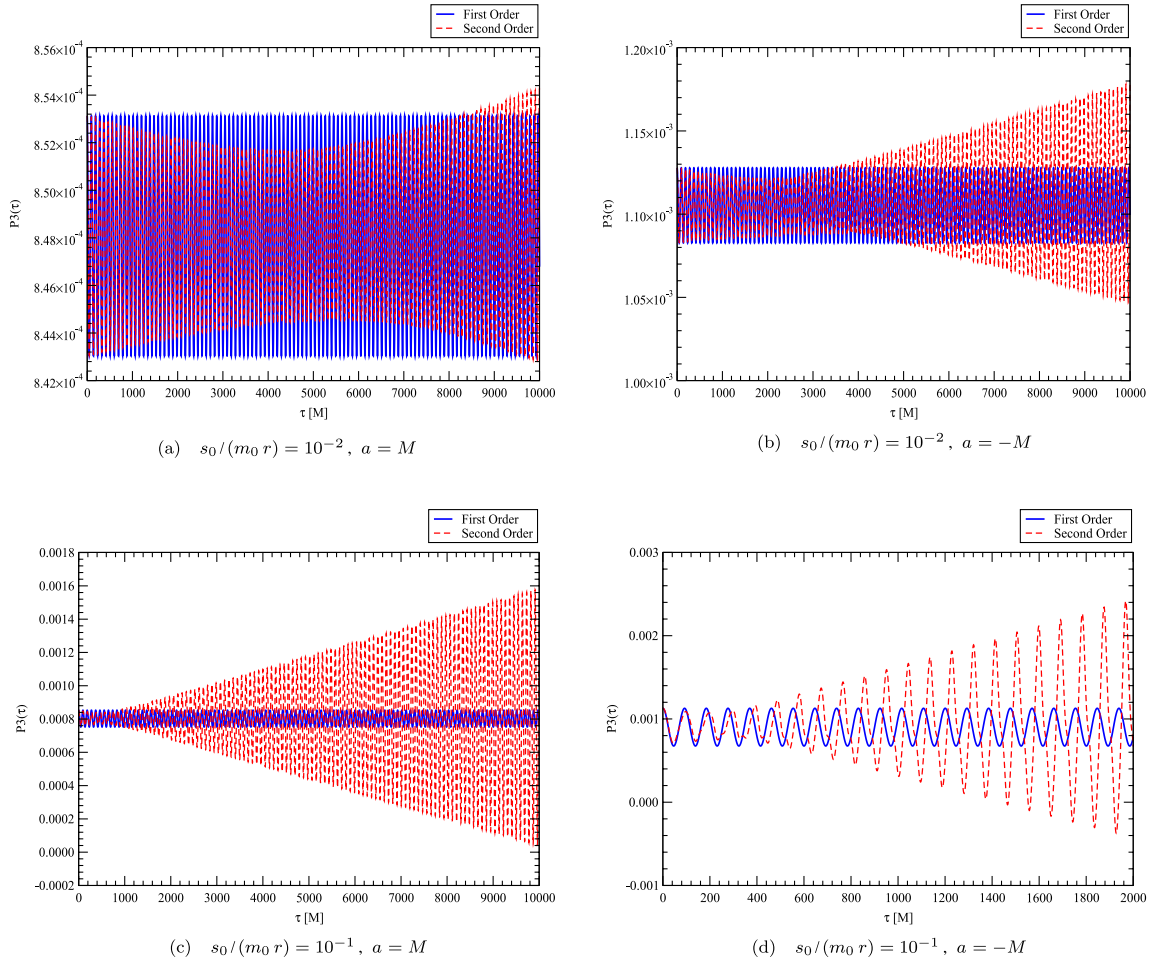 First Order
Second Order
8.56×10⁻⁴
8.54×10⁻⁴
8.52×10⁻⁴
8.50×10⁻⁴
8.48×10⁻⁴
8.46×10⁻⁴
8.44×10⁻⁴
8.42×10⁻⁴
P3(τ)
0 1000 2000 3000 4000 5000 6000 7000 8000 9000 10000
τ [M]
(a) s₀/(m₀ r) = 10⁻², a = M
First Order
Second Order
1.20×10⁻³
1.15×10⁻³
1.10×10⁻³
1.05×10⁻³
1.00×10⁻³
P3(τ)
0 1000 2000 3000 4000 5000 6000 7000 8000 9000 10000
τ [M]
(b) s₀/(m₀ r) = 10⁻², a = −M
First Order
Second Order
0.0018
0.0016
0.0014
0.0012
0.0010
0.0008
0.0006
0.0004
0.0002
0.0000
-0.0002
P3(τ)
0 1000 2000 3000 4000 5000 6000 7000 8000 9000 10000
τ [M]
(c) s₀/(m₀ r) = 10⁻¹, a = M
First Order
Second Order
0.003
0.002
0.001
0.000
-0.001
P3(τ)
0 200 400 600 800 1000 1200 1400 1600 1800 2000
τ [M]
(d) s₀/(m₀ r) = 10⁻¹, a = −M